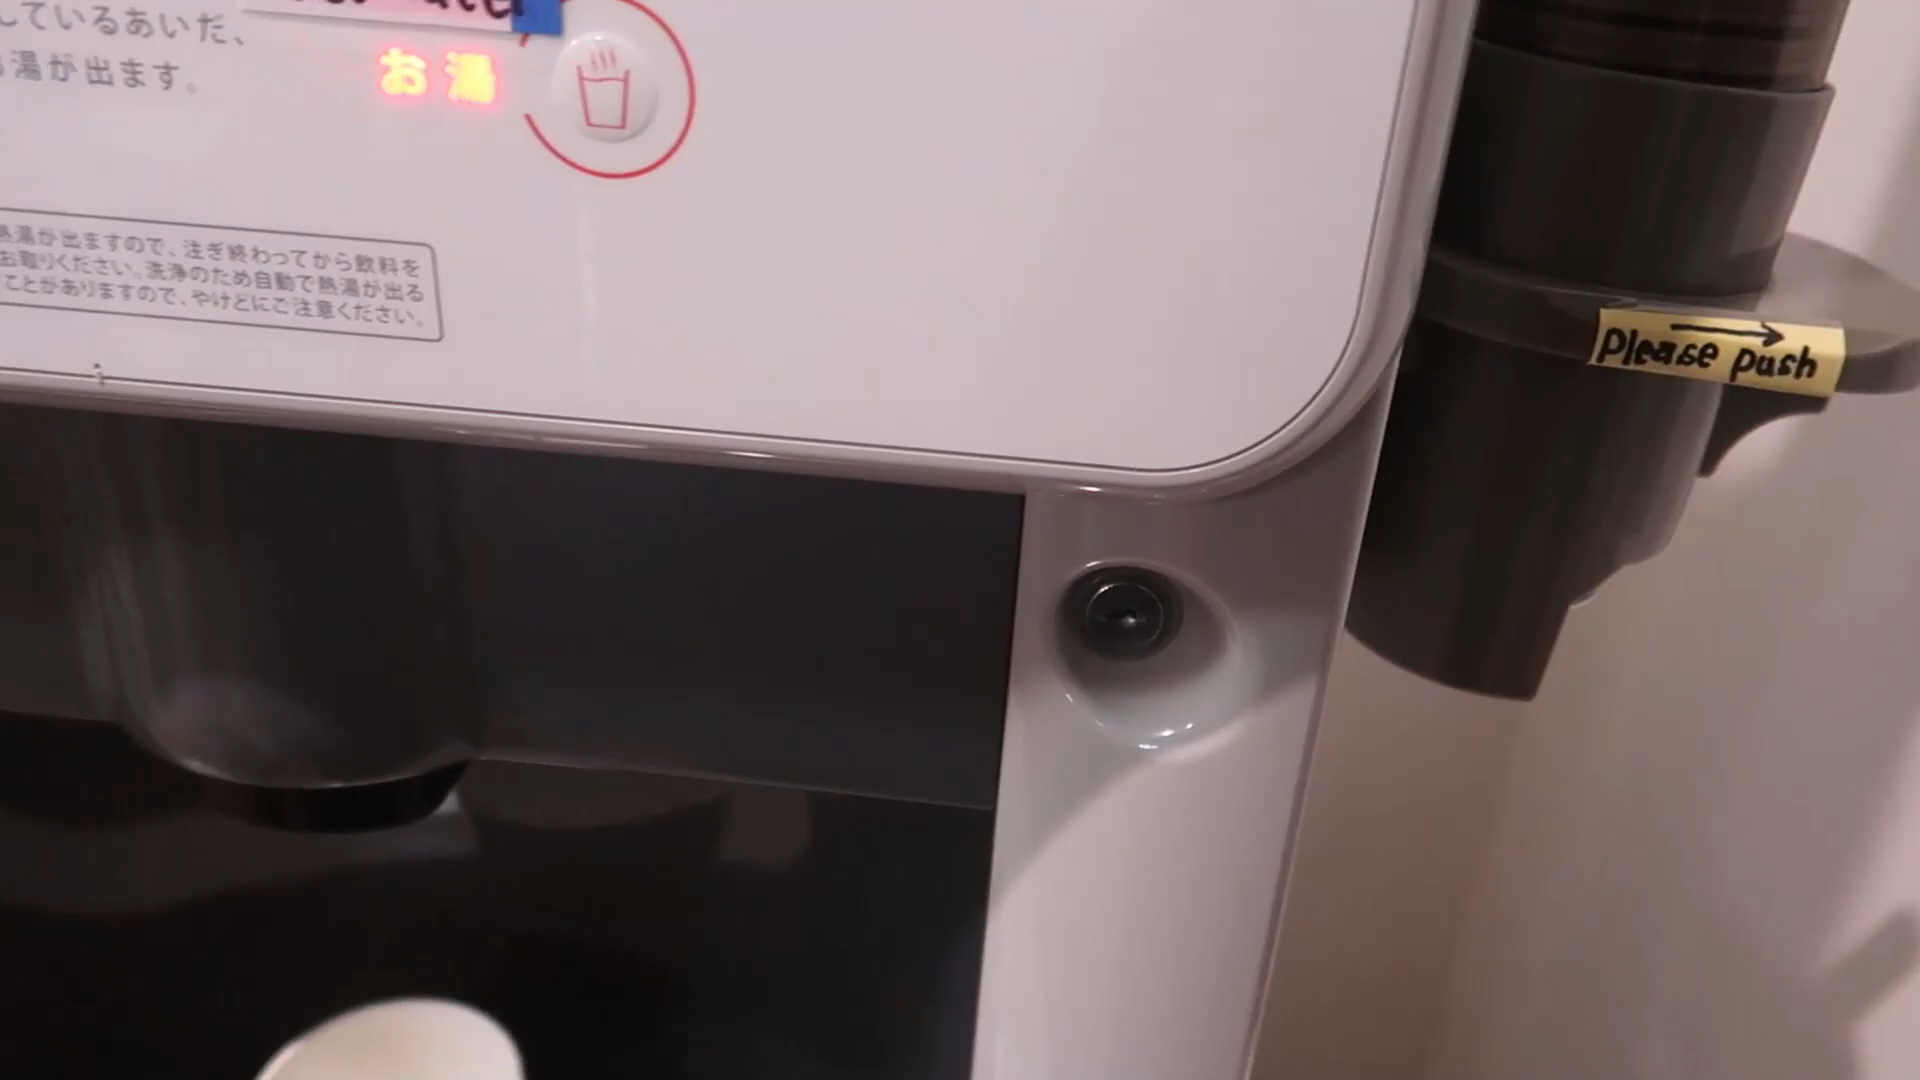 しているあいだ、
湯が出ます。
お湯
熱湯が出ますので、注ぎ終わってから飲料を
お取りください。洗浄のため自動で熱湯が出る
ことがありますので、やけどにご注意ください。
Please push